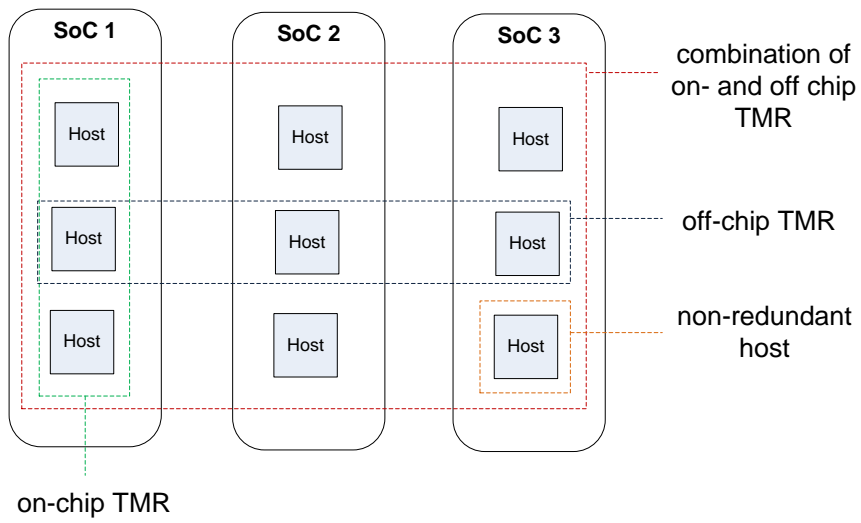 SoC 1
SoC 2
SoC 3
combination of
on- and off chip
TMR
Host
Host
Host
Host
Host
Host
off-chip TMR
Host
Host
Host
non-redundant
host
on-chip TMR